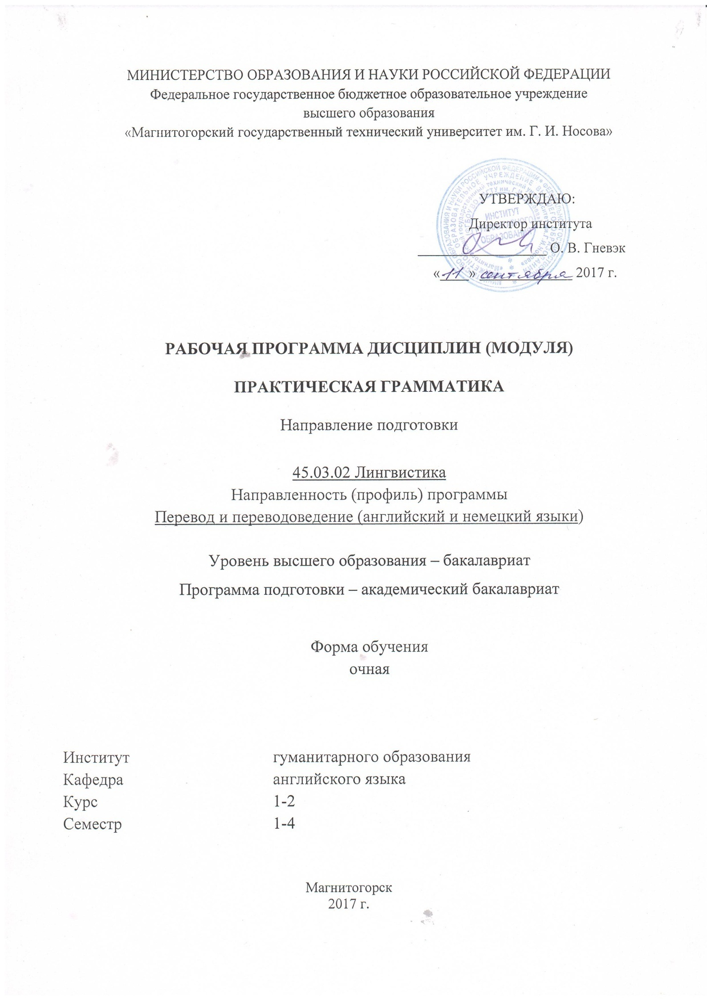 МИНИСТЕРСТВО ОБРАЗОВАНИЯ И НАУКИ РОССИЙСКОЙ ФЕДЕРАЦИИ
Федеральное государственное бюджетное образовательное учреждение
высшего образования
«Магнитогорский государственный технический университет им. Г. И. Носова»
УТВЕРЖДАЮ:
Директор института
О. В. Гневэк
«11» сентября 2017 г.
ИНСТИТУТ
ОБРАЗОВАНИЯ
РАБОЧАЯ ПРОГРАММА ДИСЦИПЛИН (МОДУЛЯ)
ПРАКТИЧЕСКАЯ ГРАММАТИКА
Направление подготовки
45.03.02 Лингвистика
Направленность (профиль) программы
Перевод и переводоведение (английский и немецкий языки)
Уровень высшего образования – бакалавриат
Программа подготовки – академический бакалавриат
Форма обучения
очная
Институт гуманитарного образования
Кафедра английского языка
Курс 1-2
Семестр 1-4
Магнитогорск
2017 г.